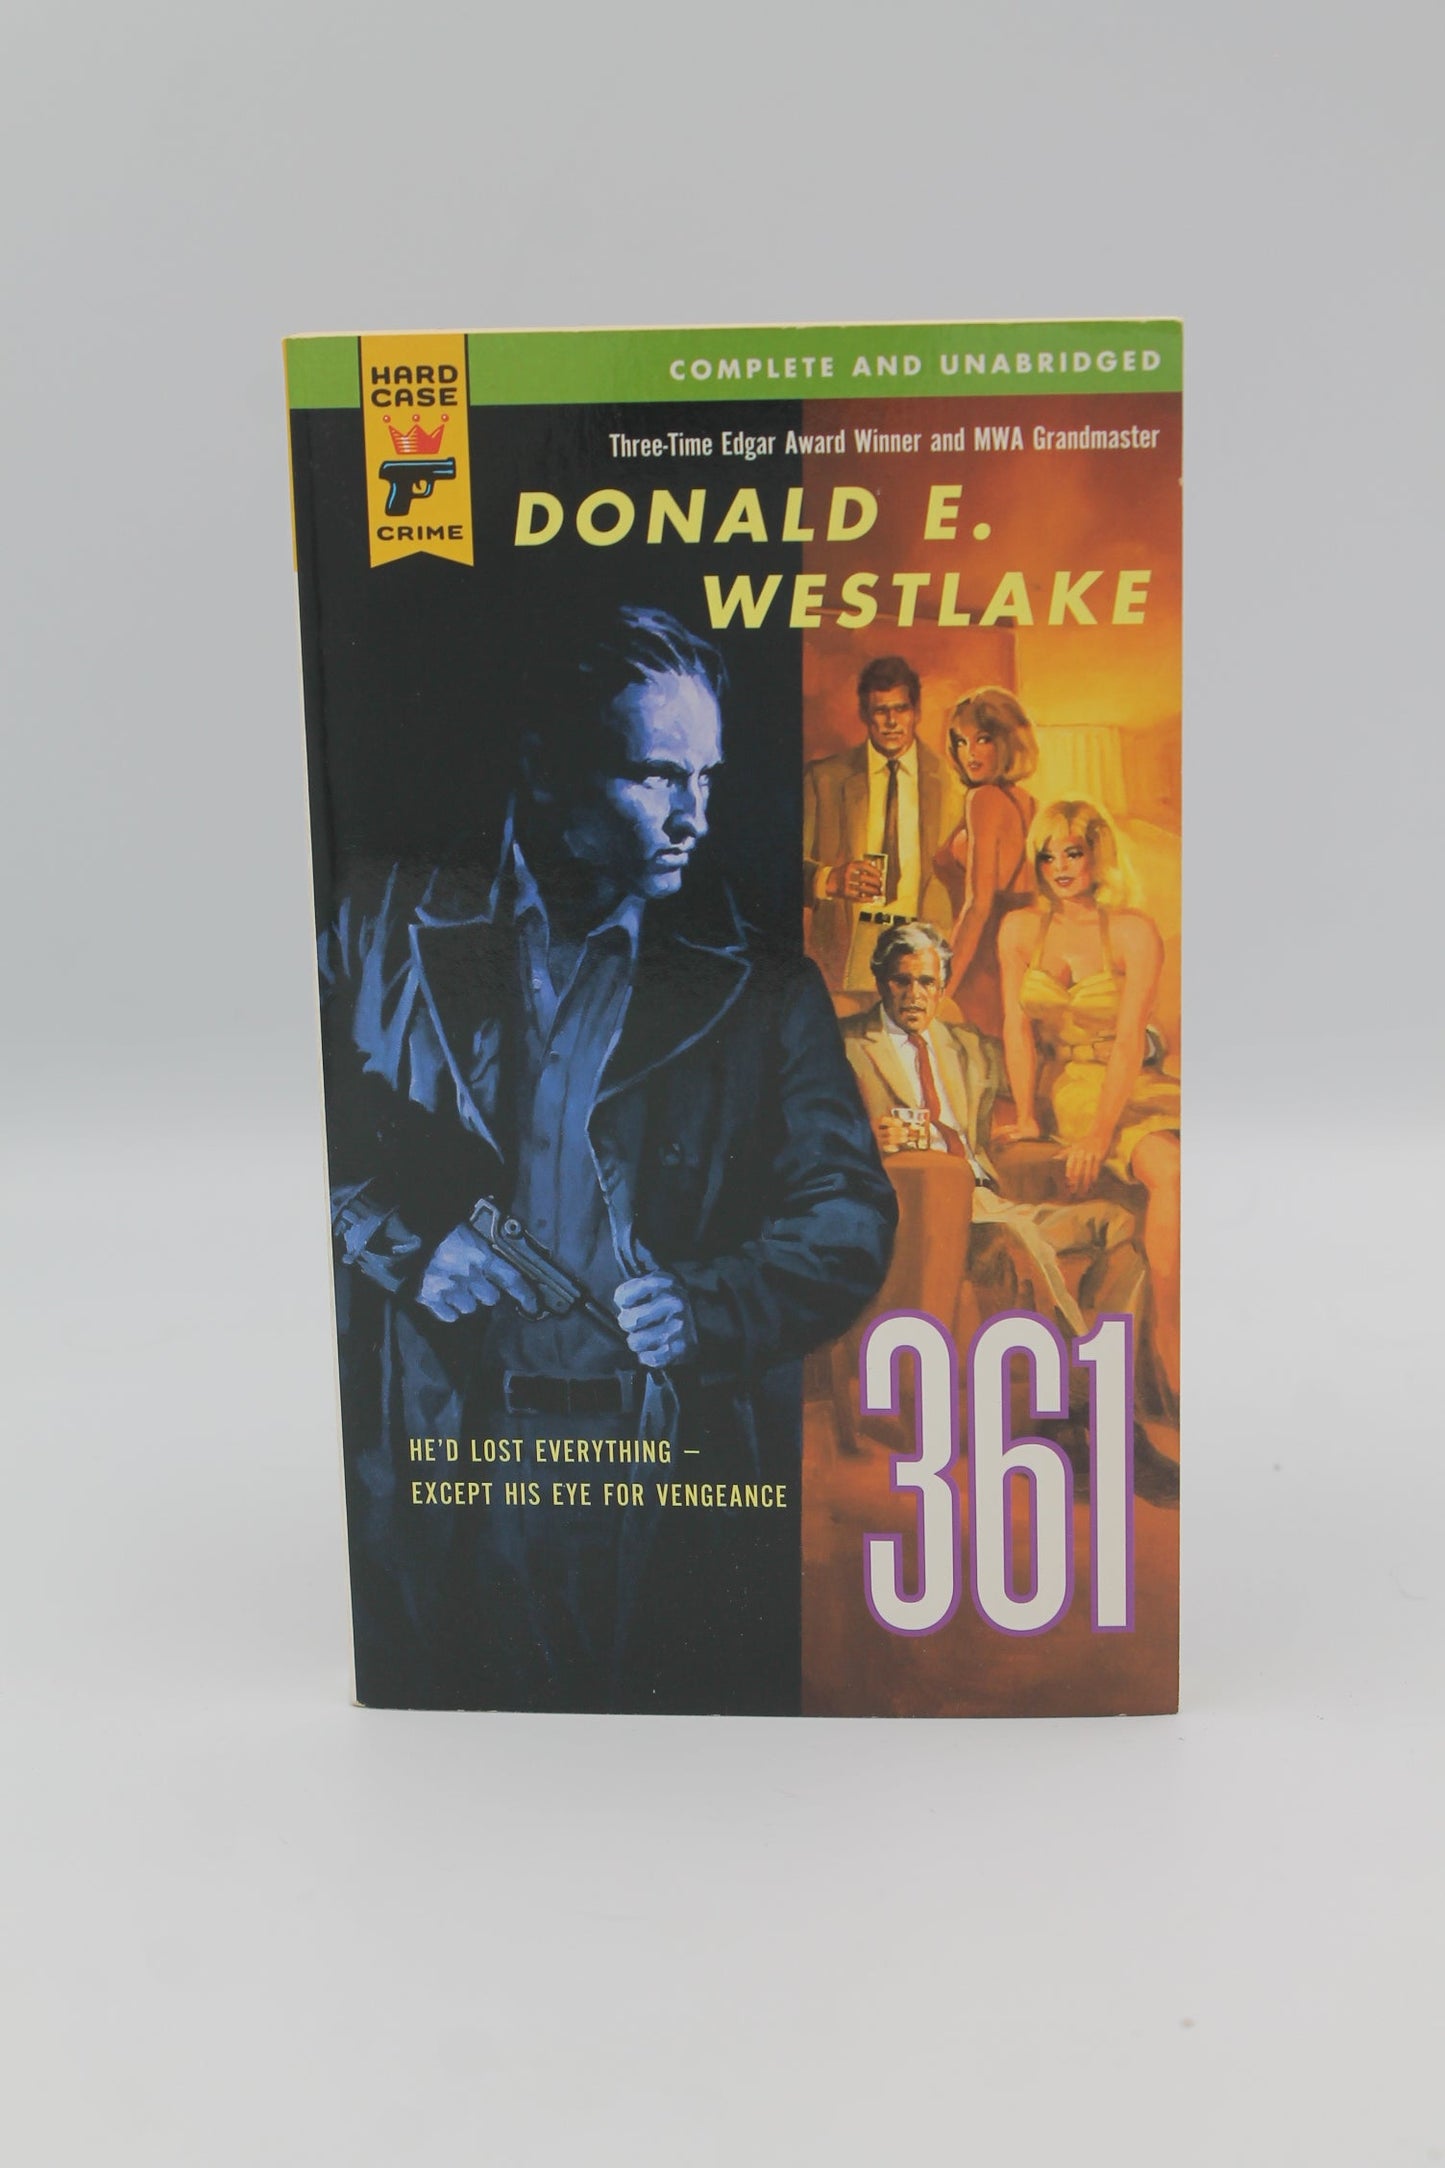 COMPLETE AND UNABRIDGED
HARD
CASE
CRIME
Three-Time Edgar Award Winner and MWA Grandmaster
DONALD E.
WESTLAKE
361
HE'D LOST EVERYTHING –
EXCEPT HIS EYE FOR VENGEANCE